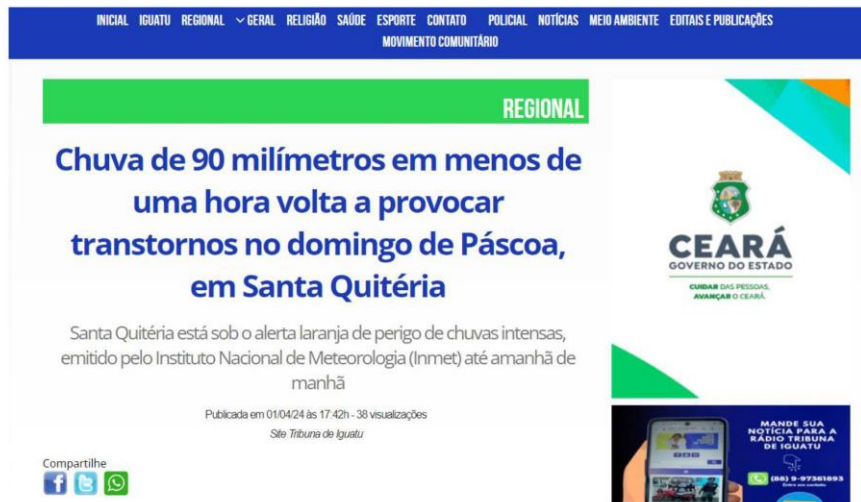 INICIAL IGUATU REGIONAL GERAL RELIGIÃO SAÚDE ESPORTE CONTATO POLICIAL NOTÍCIAS MEIO AMBIENTE EDITAIS E PUBLICAÇÕES
MOVIMENTO COMUNITÁRIO
REGIONAL
Chuva de 90 milímetros em menos de
uma hora volta a provocar
transtornos no domingo de Páscoa,
em Santa Quitéria
Santa Quitéria está sob o alerta laranja de perigo de chuvas intensas,
emitido pelo Instituto Nacional de Meteorologia (Inmet) até amanhã de
manhã
Publicada em 01/04/24 às 17:42h - 38 visualizações
Site Tribuna de Iguatu
Compartilhe
CEARÁ
GOVERNO DO ESTADO
CUIDAR DAS PESSOAS.
AVANÇAR O CEARÁ.
MANDE SUA
NOTÍCIA PARA A
RÁDIO TRIBUNA
DE IGUATU
(88) 9-97361893